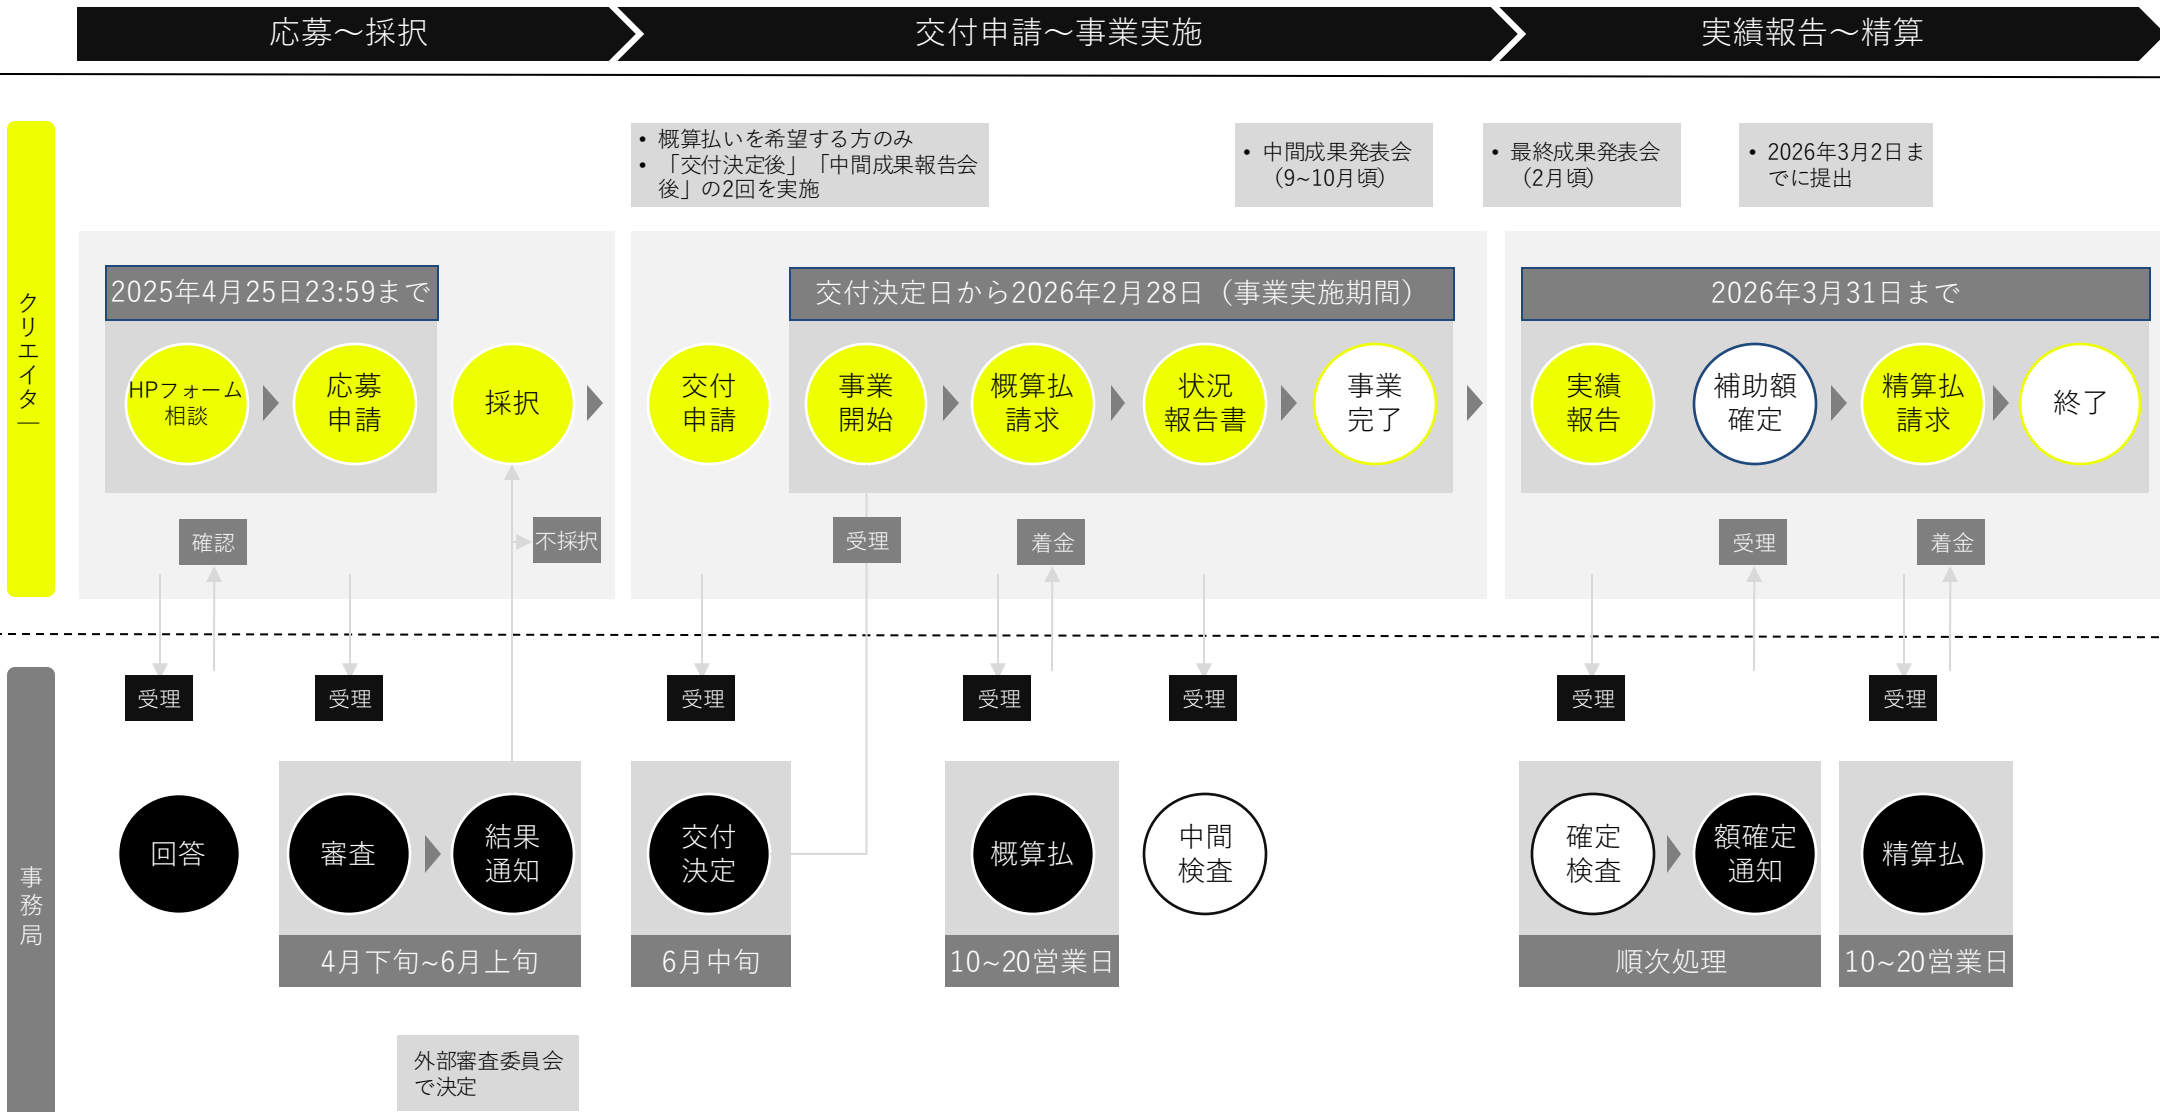 応募～採択
交付申請～事業実施
実績報告～精算
クリエイター
• 概算払いを希望する方のみ
• 「交付決定後」「中間成果報告会
後」の2回を実施
• 中間成果発表会
（9~10月頃）
• 最終成果発表会
（2月頃）
• 2026年3月2日ま
でに提出
2025年4月25日23:59まで
交付決定日から2026年2月28日（事業実施期間）
2026年3月31日まで
HPフォーム
相談
応募
申請
採択
交付
申請
事業
開始
概算払
請求
状況
報告書
事業
完了
実績
報告
補助額
確定
精算払
請求
終了
確認
不採択
受理
着金
受理
着金
事務局
受理
受理
受理
受理
受理
受理
受理
回答
審査
結果
通知
交付
決定
概算払
中間
検査
確定
検査
額確定
通知
精算払
4月下旬~6月上旬
6月中旬
10~20営業日
順次処理
10~20営業日
外部審査委員会
で決定